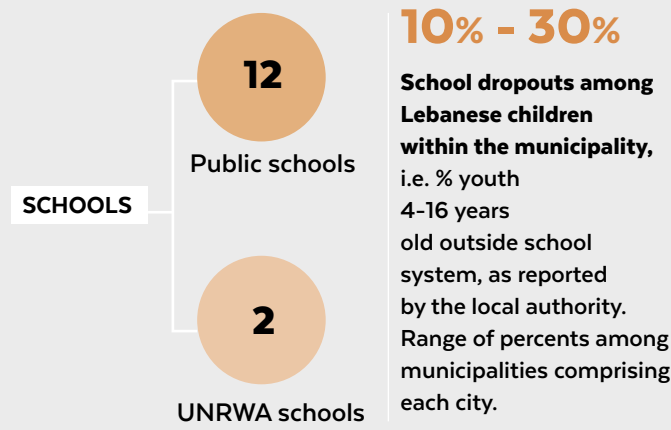 SCHOOLS
12
Public schools
2
UNRWA schools
10% - 30%
School dropouts among
Lebanese children
within the municipality,
i.e. % youth
4-16 years
old outside school
system, as reported
by the local authority.
Range of percents among
municipalities comprising
each city.